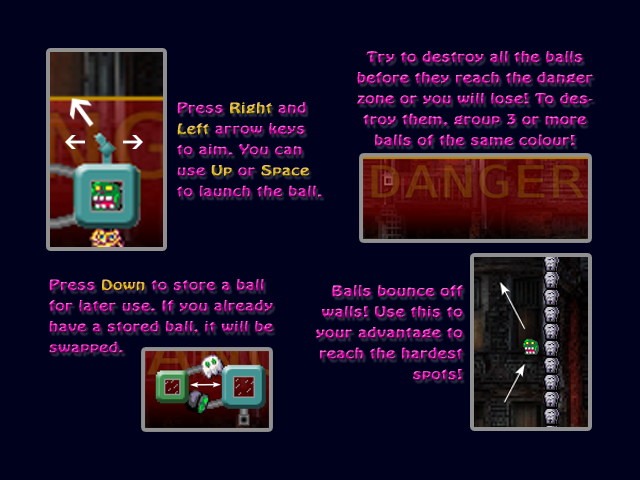 Press Right and
Left arrow keys
to aim. You can
use Up or Space
to launch the ball.
Try to destroy all the balls
before they reach the danger
zone or you will lose! To des-
troy them, group 3 or more
balls of the same colour!
DANGER
Press Down to store a ball
for later use. If you already
have a stored ball, it will be
swapped.
Balls bounce off
walls! Use this to
your advantage to
reach the hardest
spots!